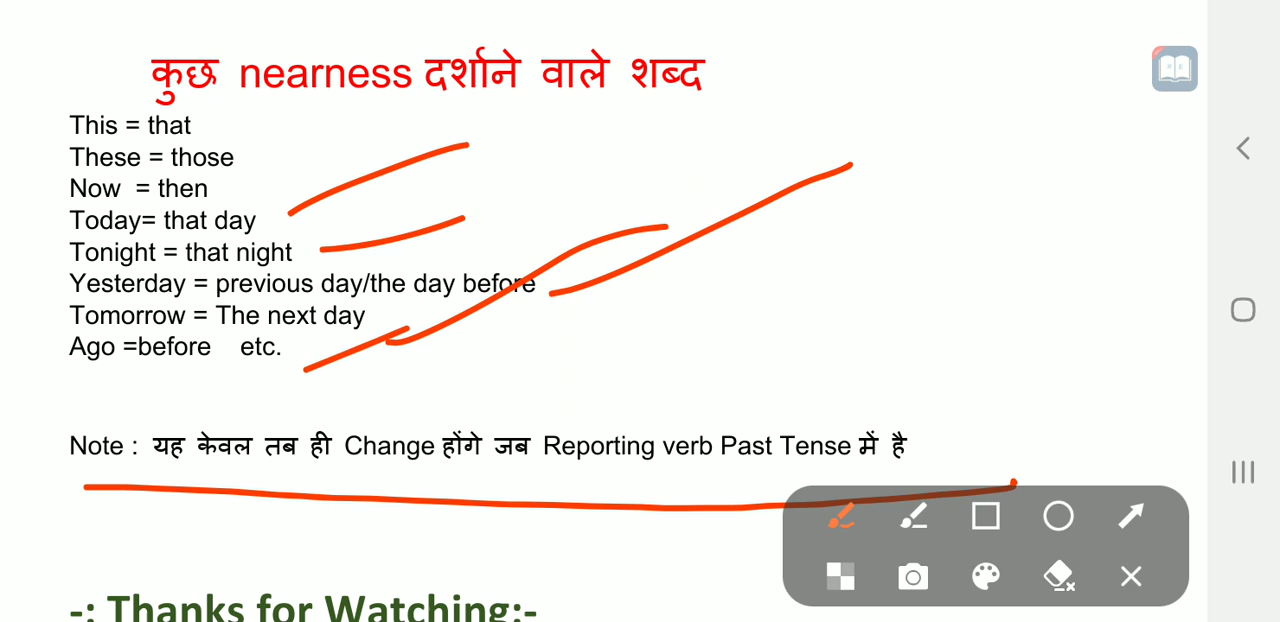 कुछ nearness दर्शाने वाले शब्द
This = that
These = those
Now = then
Today= that day
Tonight = that night
Yesterday = previous day/the day before
Tomorrow = The next day
Ago =before etc.
Note : यह केवल तब ही Change होंगे जब Reporting verb Past Tense में है
-: Thanks for Watching:-